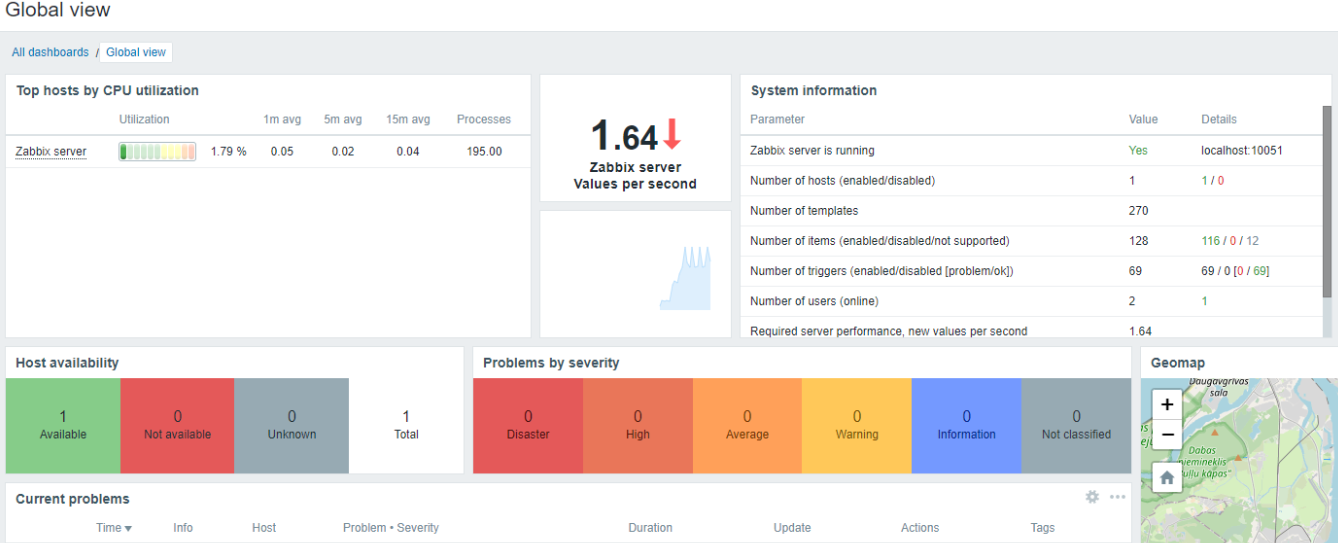 Global view
All dashboards / Global view
Top hosts by CPU utilization
Utilization 1m avg 5m avg 15m avg Processes
Zabbix server 1.79 % 0.05 0.02 0.04 195.00
1.64
Zabbix server
Values per second
System information
Parameter Value Details
Zabbix server is running Yes localhost:10051
Number of hosts (enabled/disabled) 1 1 / 0
Number of templates 270
Number of items (enabled/disabled/not supported) 128 116 / 0 / 12
Number of triggers (enabled/disabled [problem/ok]) 69 69 / 0 [0 / 69]
Number of users (online) 2 1
Required server performance, new values per second 1.64
Host availability
1 0 0 1
Available Not available Unknown Total
Problems by severity
0 0 0 0 0 0
Disaster High Average Warning Information Not classified
Geomap
Daugavgrīvas
sala
+
−
Dabas
piemineklis
kāpas"
Current problems
Time Info Host Problem • Severity Duration Update Actions Tags